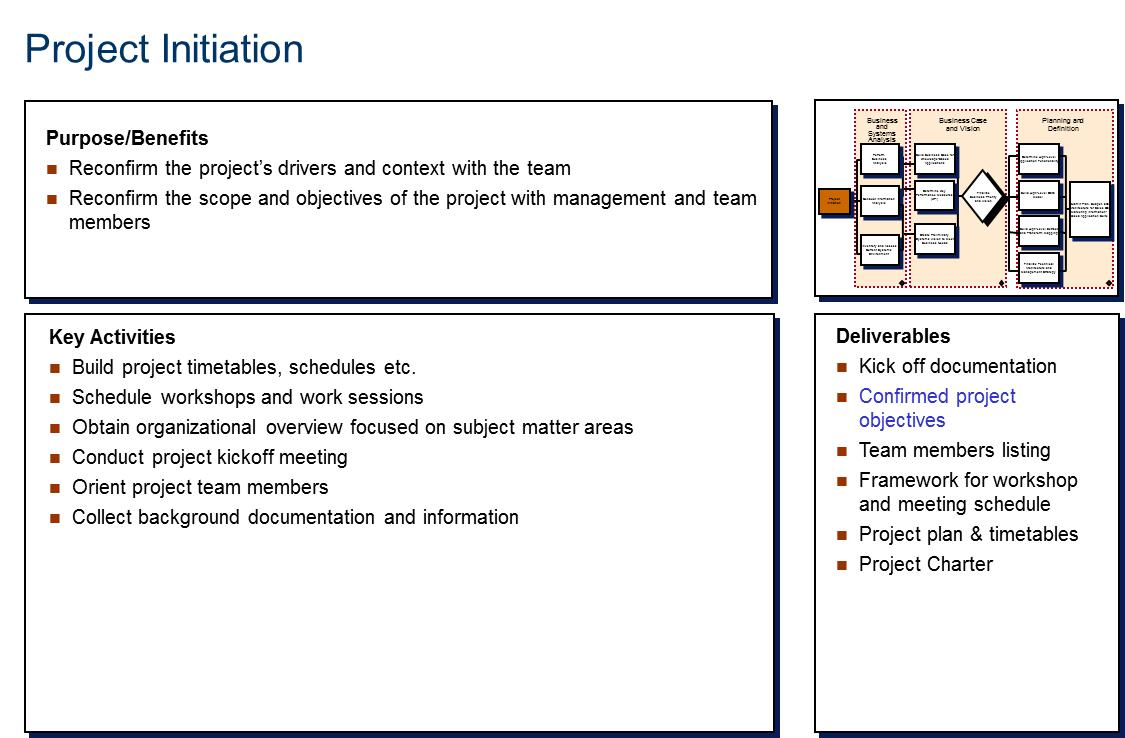 Project Initiation
Purpose/Benefits
Reconfirm the project's drivers and context with the team
Reconfirm the scope and objectives of the project with management and team
members
Business
and
Systems
Analysis
Business Case
and Vision
Planning and
Definition
Project
Initiation
Key Activities
Build project timetables, schedules etc.
Schedule workshops and work sessions
Obtain organizational overview focused on subject matter areas
Conduct project kickoff meeting
Orient project team members
Collect background documentation and information
Deliverables
Kick off documentation
Confirmed project
objectives
Team members listing
Framework for workshop
and meeting schedule
Project plan & timetables
Project Charter